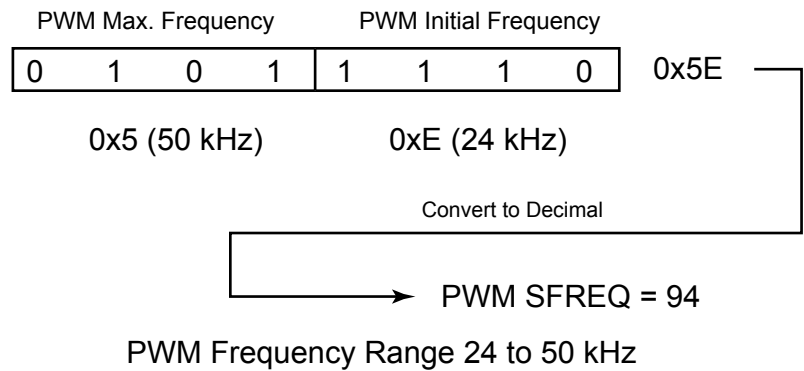 PWM Max. Frequency PWM Initial Frequency
0 1 0 1 1 1 1 0 0x5E
0x5 (50 kHz) 0xE (24 kHz)
Convert to Decimal
PWM SFREQ = 94
PWM Frequency Range 24 to 50 kHz